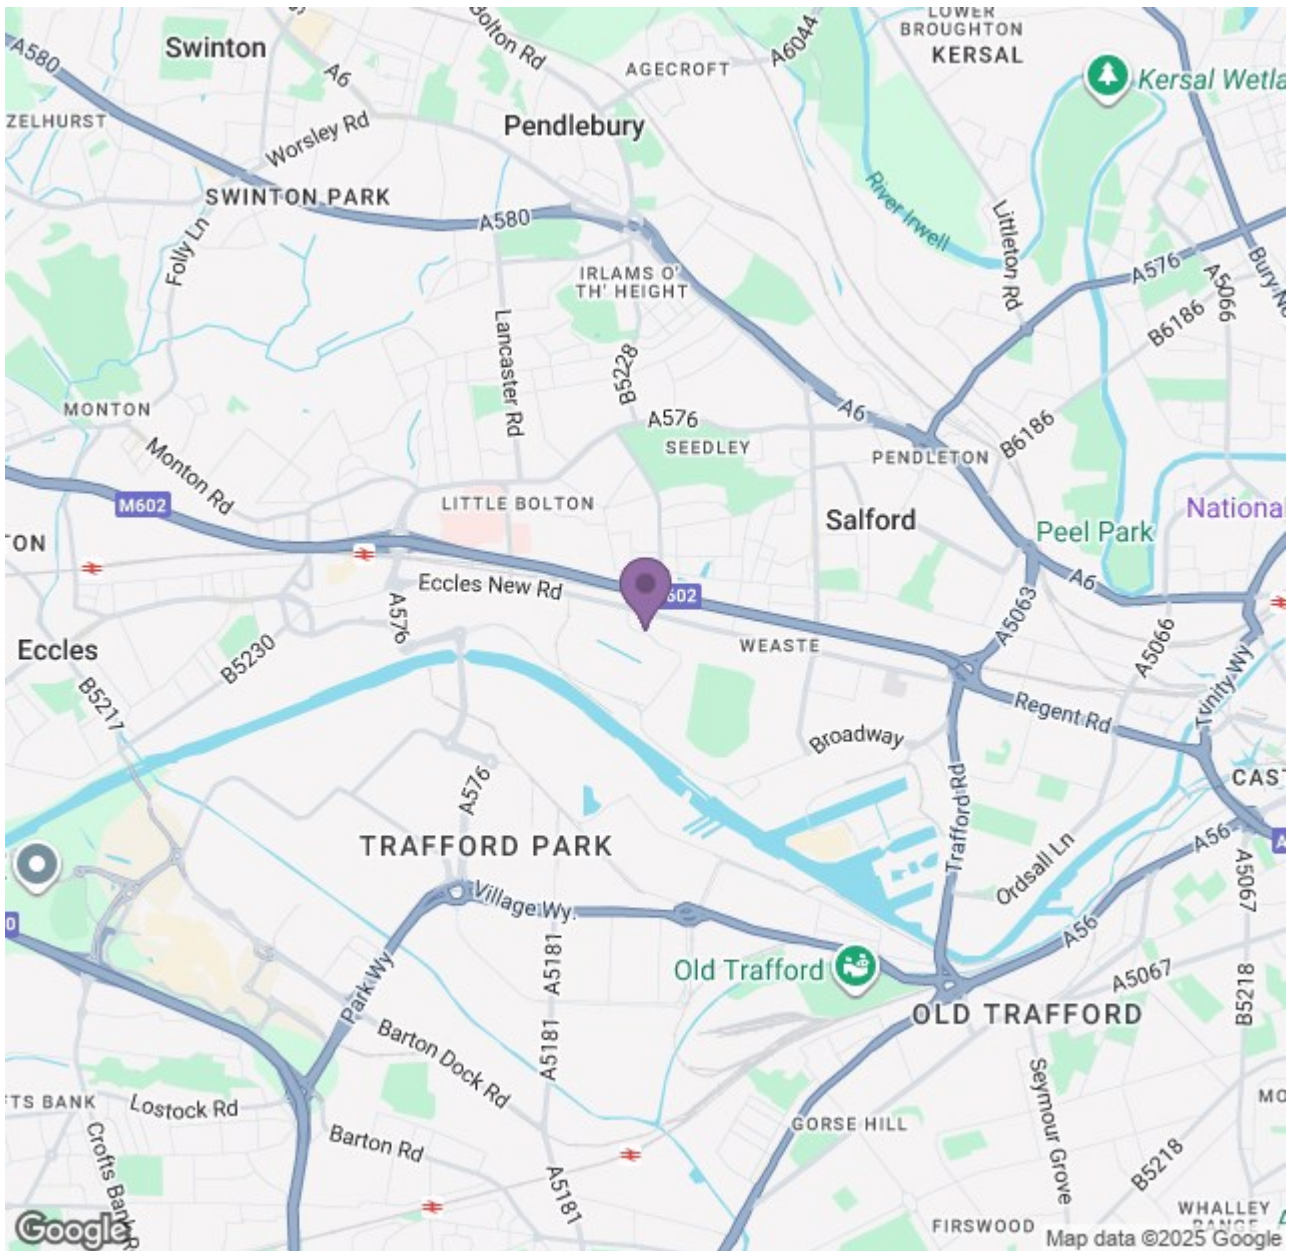 LOWER
BROUGHTON
KERSAL
Swinton
A580
A6
Bolton Rd
AGECROFT
A6044
Kersal Wetla
ZELHURST
Worsley Rd
Pendlebury
SWINTON PARK
A580
River Irwell
Littleton Rd
Folly Ln
IRLAMS O'
TH' HEIGHT
A576
A5066
Bury N
B6186
Lancaster Rd
B5228
MONTON
A576
A6
SEEDLEY
B6186
PENDLETON
Monton Rd
M602
LITTLE BOLTON
Salford
National
Peel Park
TON
Eccles New Rd
602
A6
A576
A5063
A5066
Eccles
B5230
WEASTE
B5217
Regent Rd
Trinity Wy
Broadway
A576
Trafford Rd
CAST
TRAFFORD PARK
A56
A
Ordsall Ln
A5067
Village Wy.
A56
0
Park Wy
A5181
Old Trafford
A5067
B5218
OLD TRAFFORD
Barton Dock Rd
A5181
Seymour Grove
FTS BANK
Lostock Rd
MO
GORSE HILL
Barton Rd
Crofts Bank R
B5218
A5181
WHALLEY
RANGE
FIRSWOOD
Google
Map data ©2025 Google